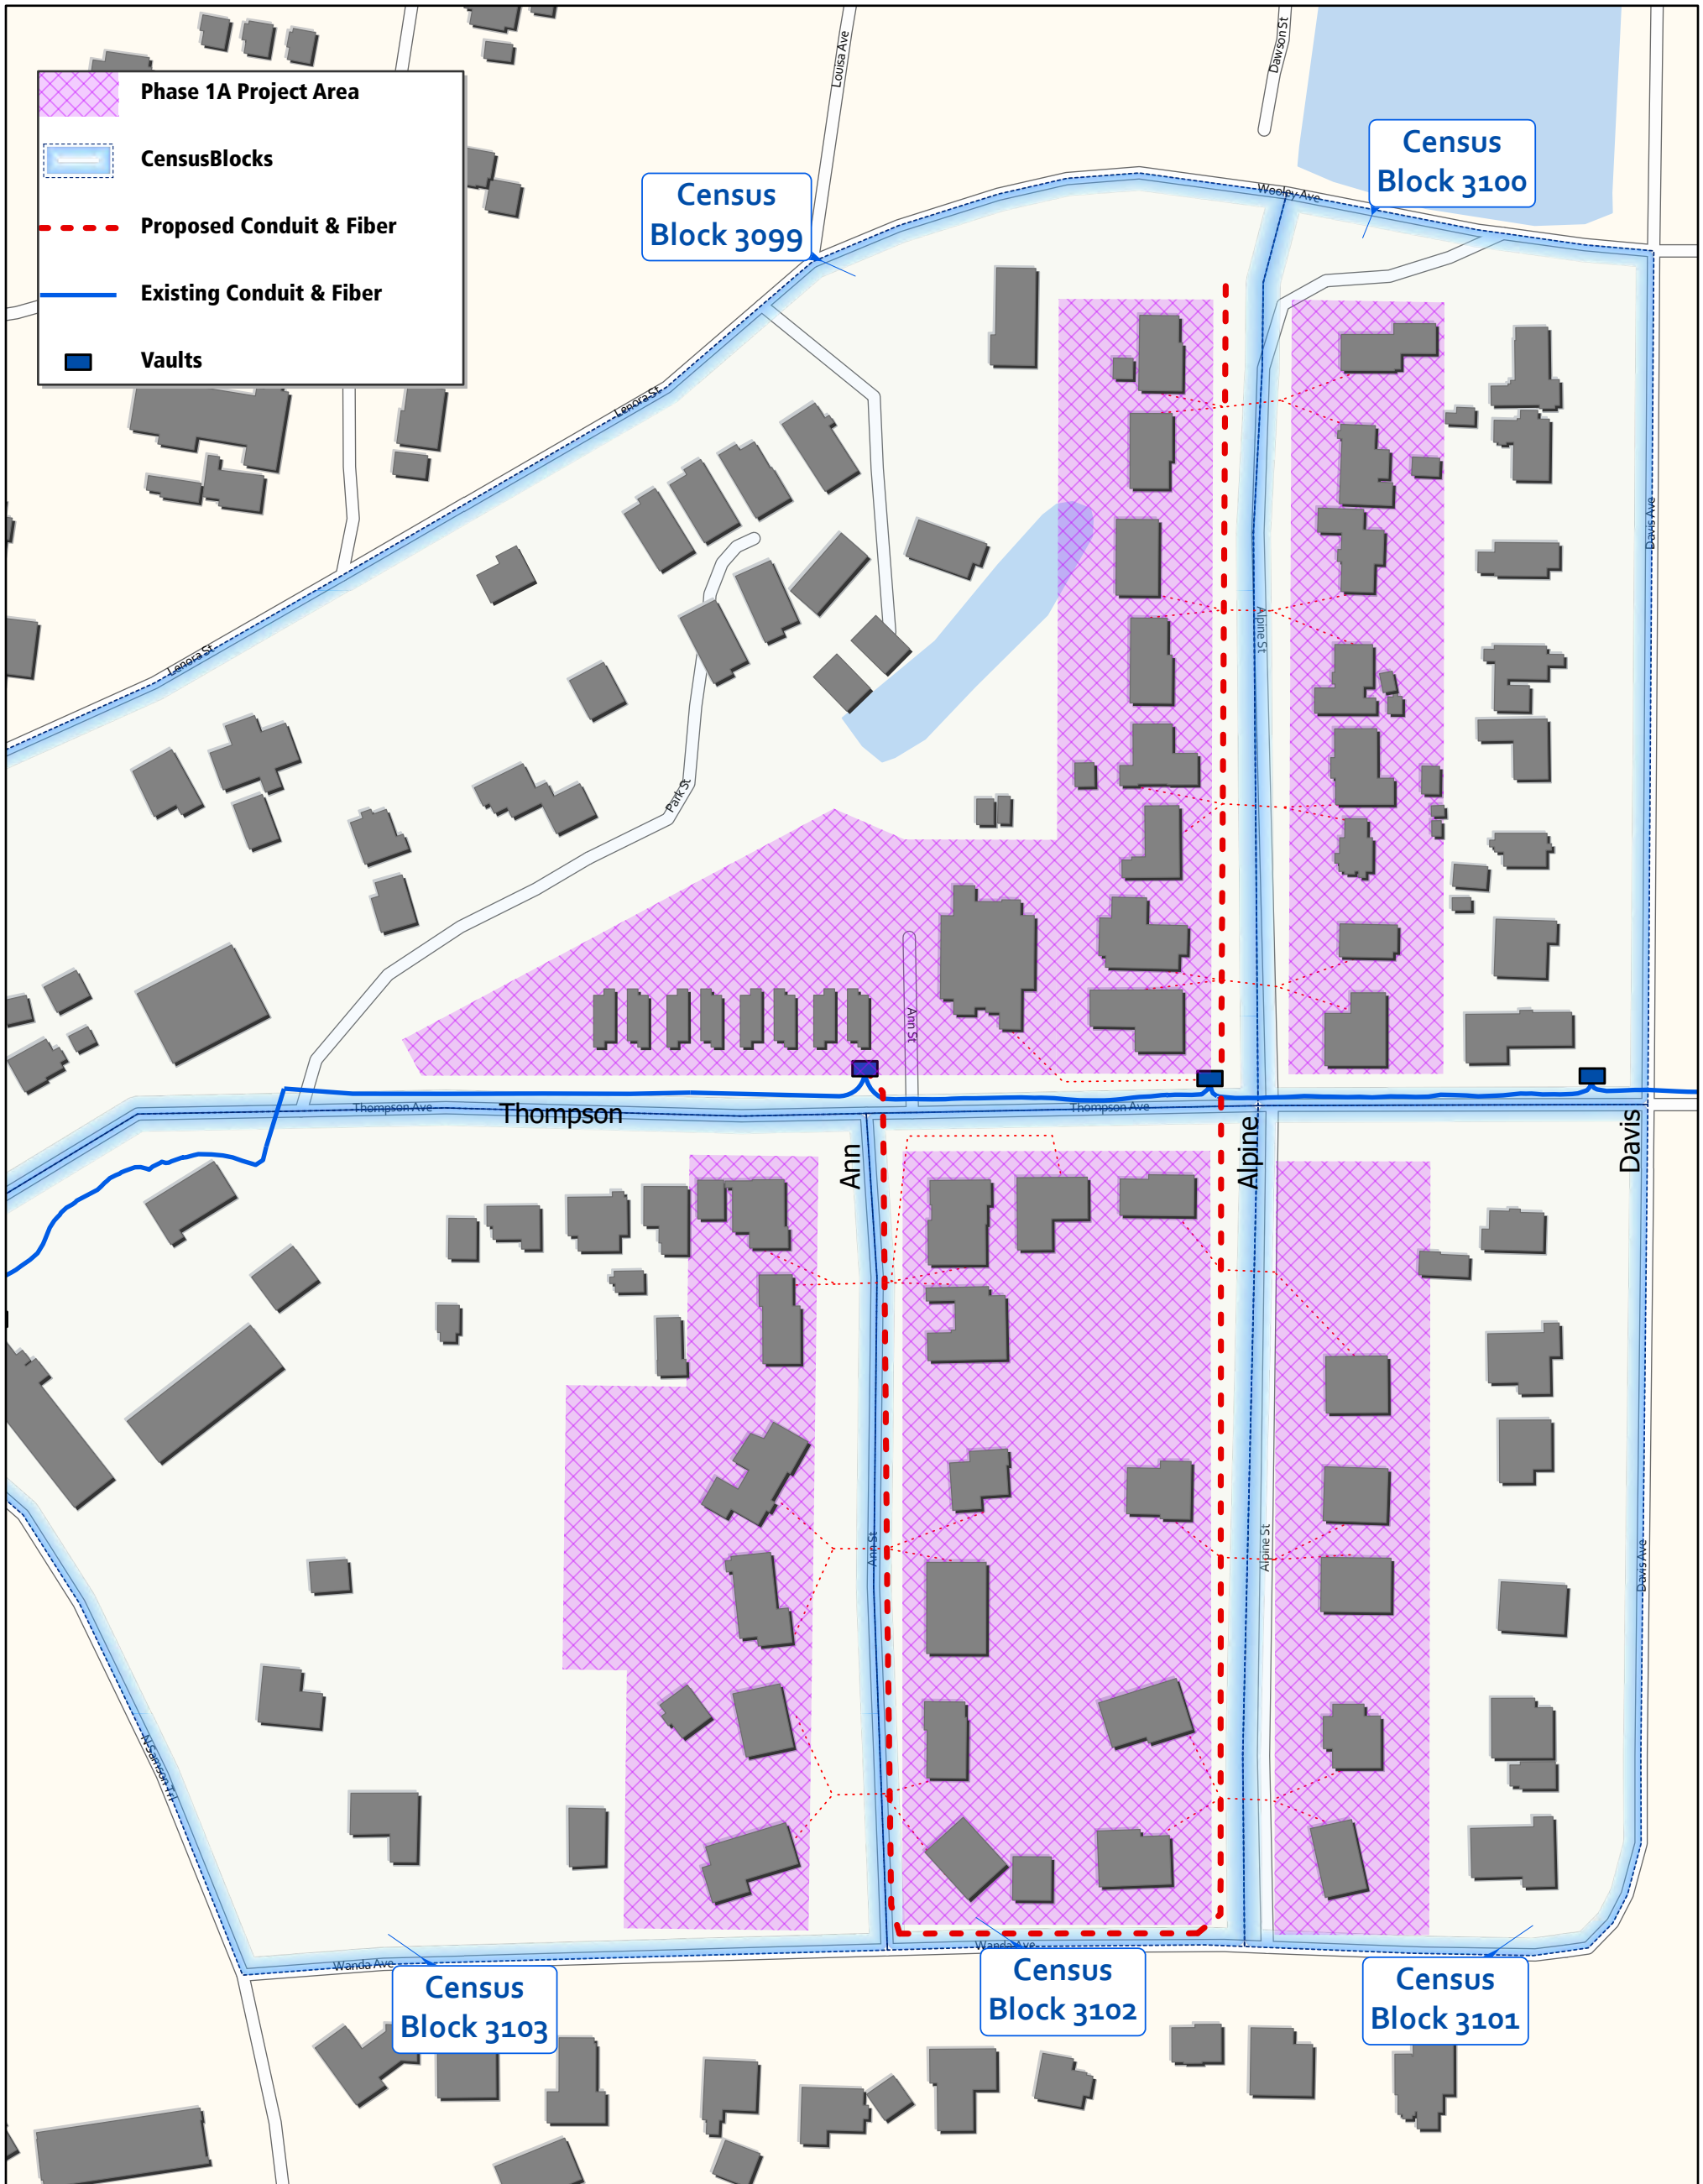 Louisa Ave
Dawson St
Phase 1A Project Area
CensusBlocks
Proposed Conduit & Fiber
Existing Conduit & Fiber
Vaults
Census
Block 3099
Census
Block 3100
Wooley Ave
Lenora St
Lenora St
Davis Ave
Alpine St
Park St
Ann St
Thompson Ave
Thompson
Thompson Ave
Ann
Alpine
Davis
Ann St
Alpine St
Davis Ave
N Samson Trl
Wanda Ave
Wanda Ave
Census
Block 3103
Census
Block 3102
Census
Block 3101